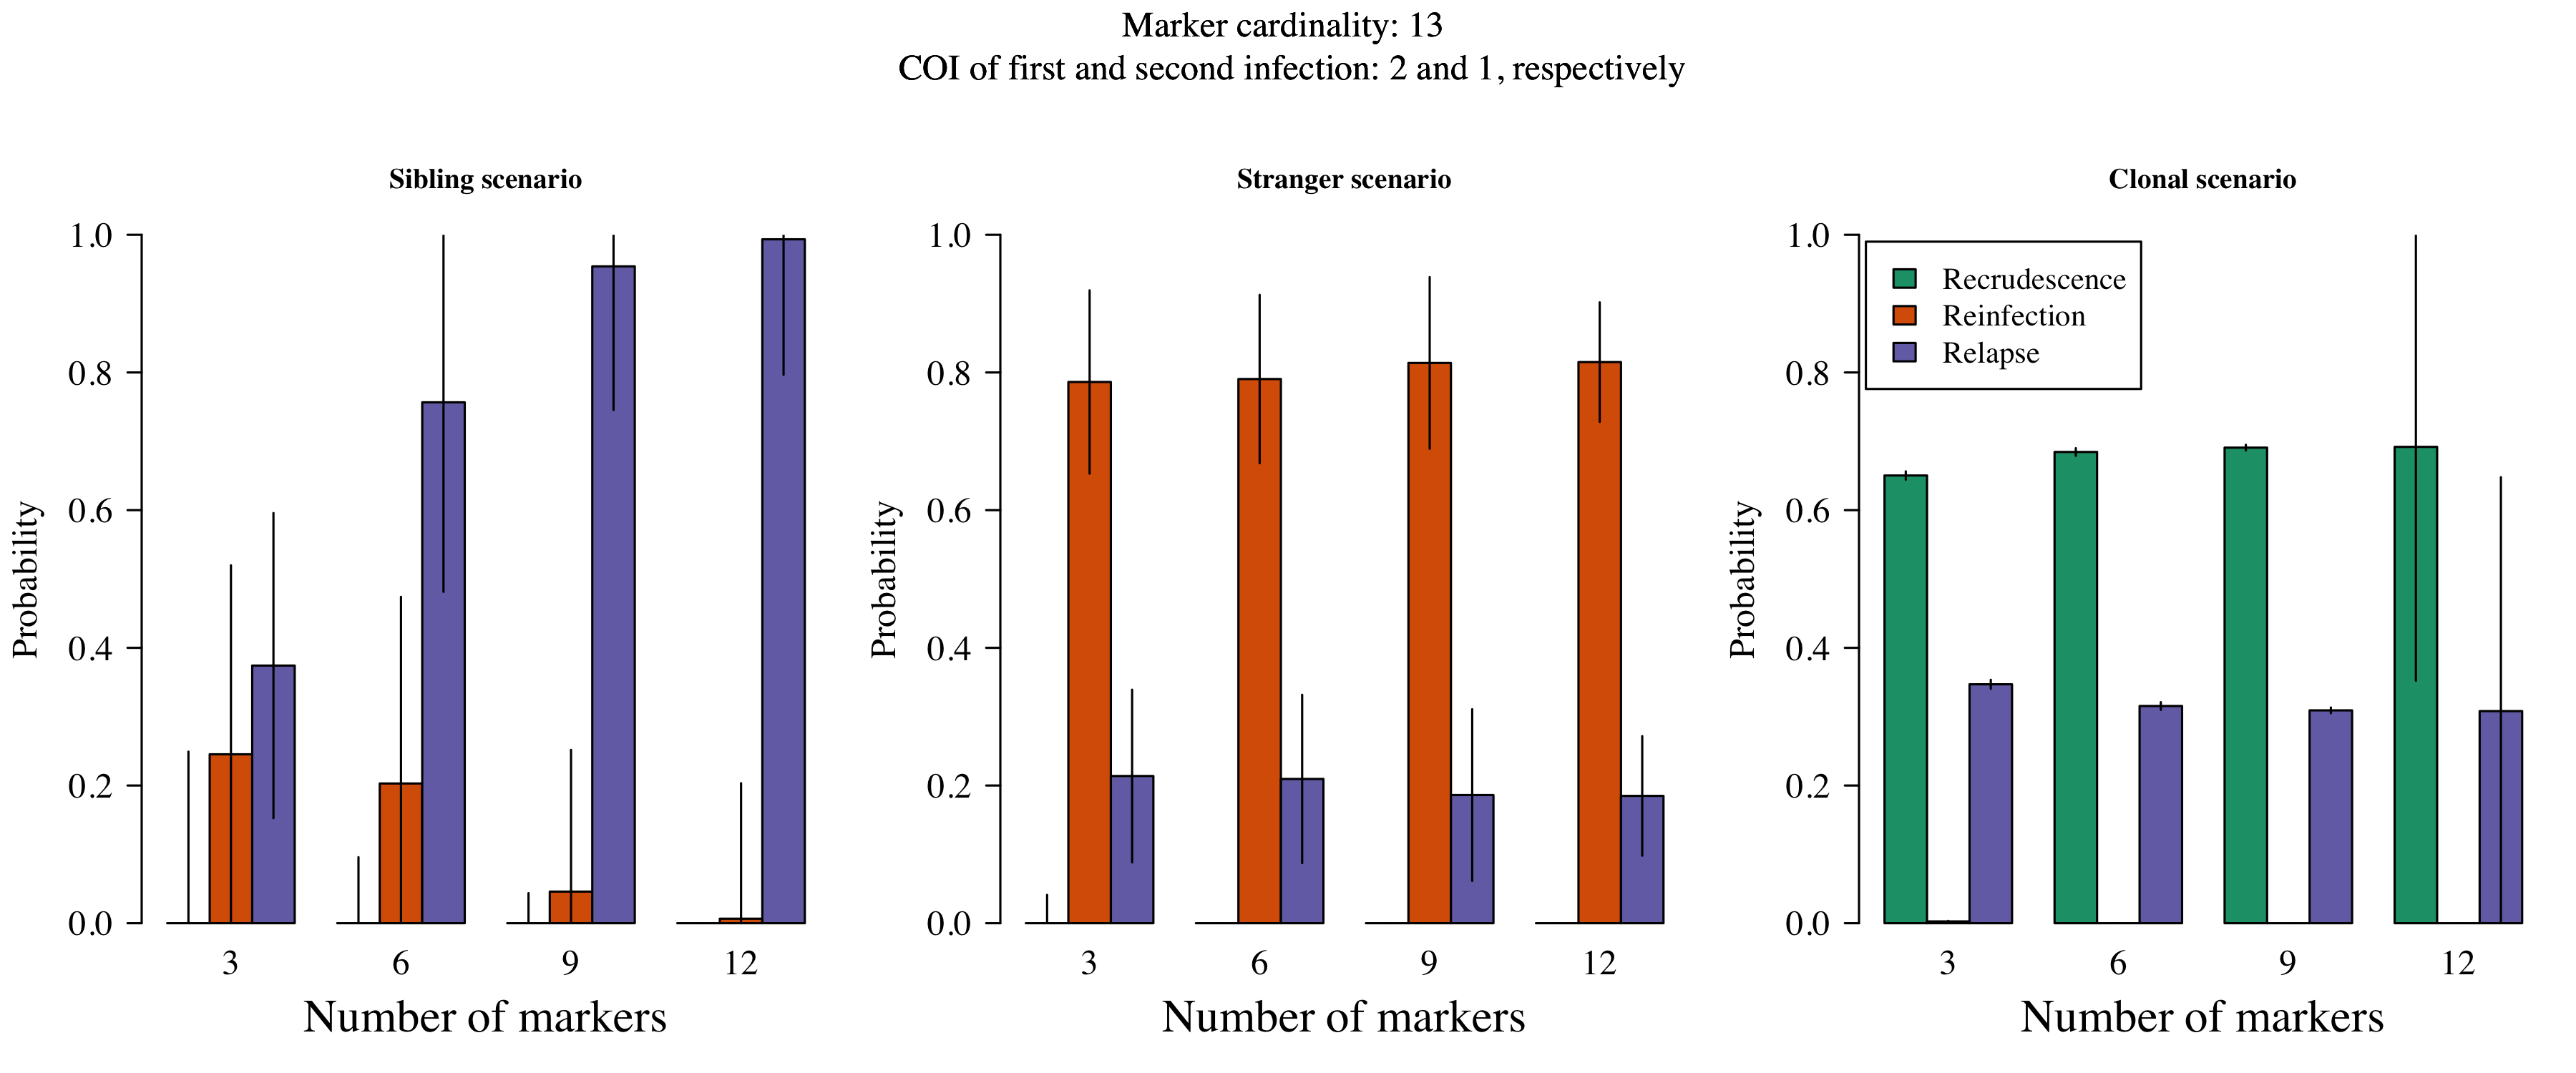 Marker cardinality: 13
COI of first and second infection: 2 and 1, respectively
Sibling scenario
1.0
0.8
0.6
0.4
0.2
0.0
Probability
3 6 9 12
Number of markers
Stranger scenario
1.0
0.8
0.6
0.4
0.2
0.0
Probability
3 6 9 12
Number of markers
Clonal scenario
1.0
0.8
0.6
0.4
0.2
0.0
Probability
Recrudescence
Reinfection
Relapse
3 6 9 12
Number of markers